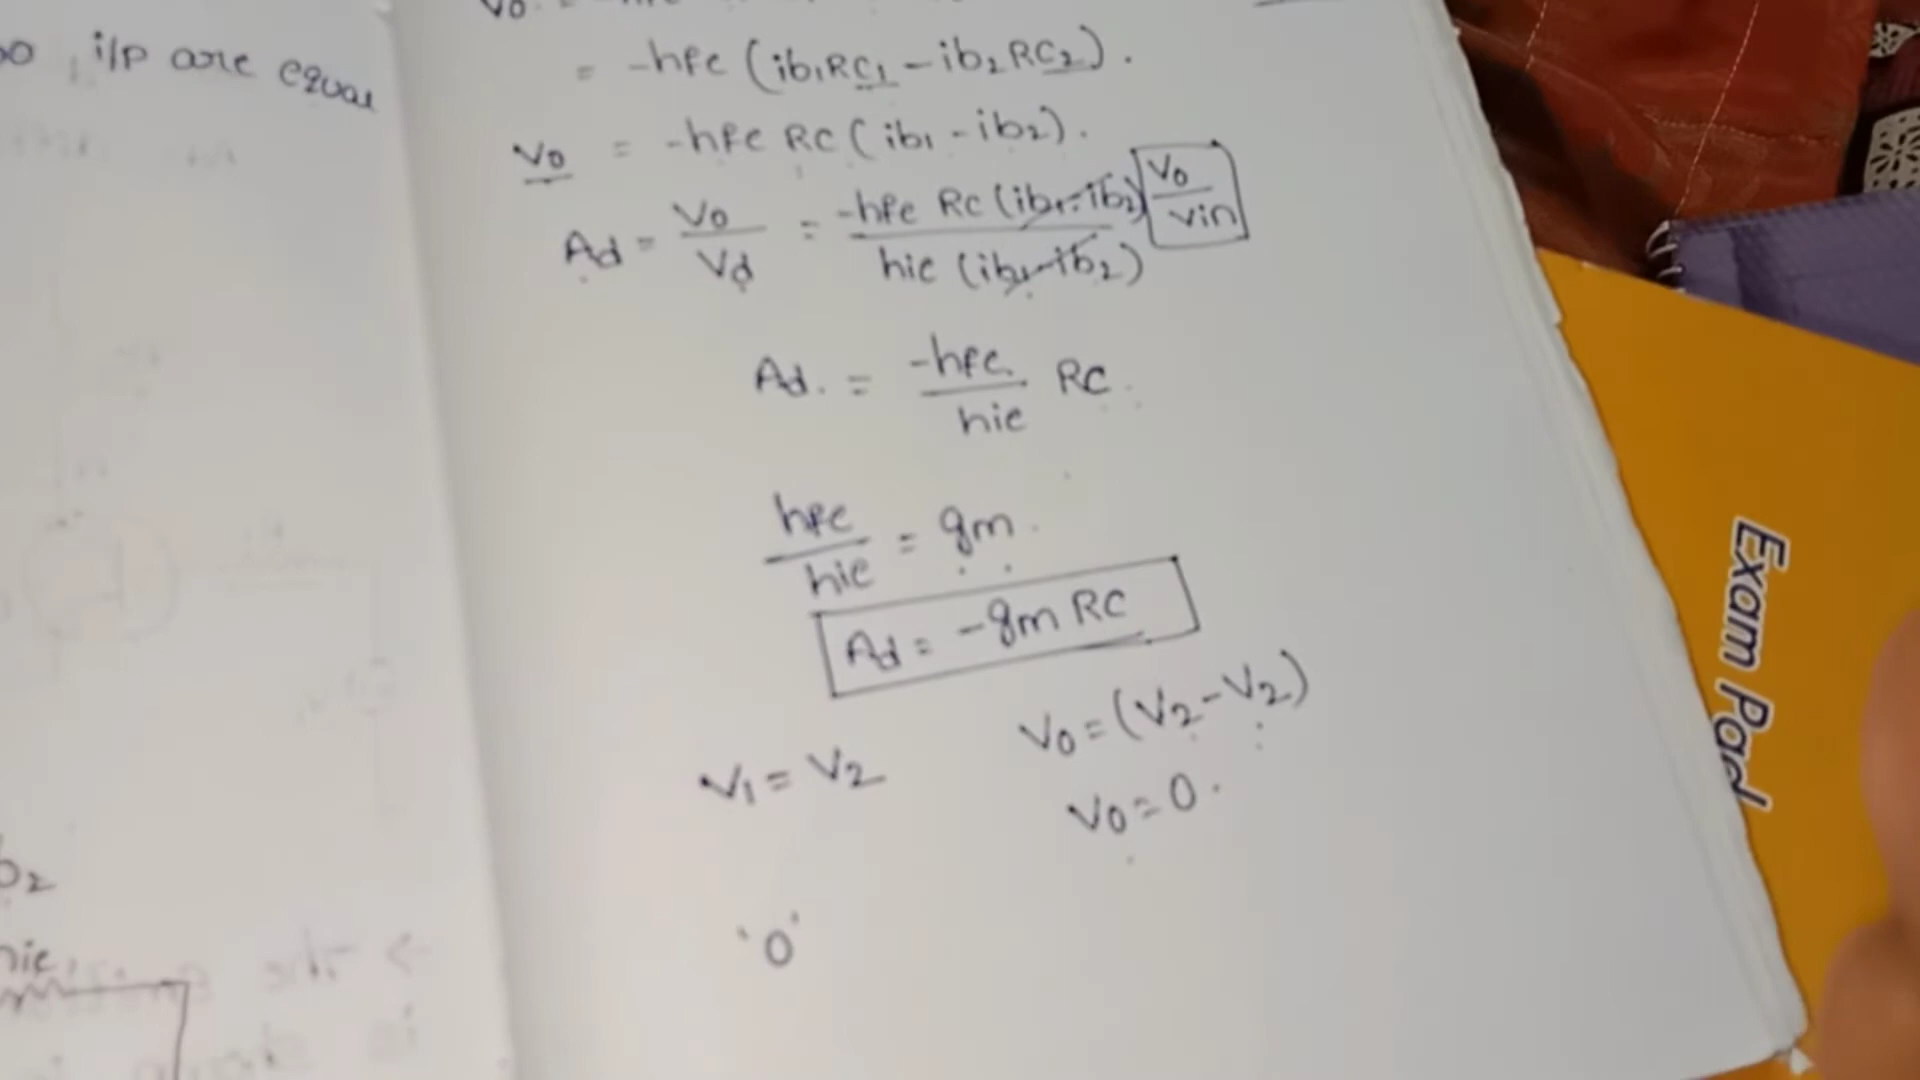 i/p are equal
= -hfe (ib1RC1 - ib2RC2).
Vo = -hfe RC (ib1 - ib2).
Ad = Vo/Vd = -hfe RC (ib1-ib2) / hie (ib1-ib2)
Vo/Vin
Ad. = -hfe/hie RC.
hfe/hie = gm.
Ad = -gm RC
V1 = V2
Vo = (V2-V2)
Vo = 0.
'0'
b2
hie
Exam Pad